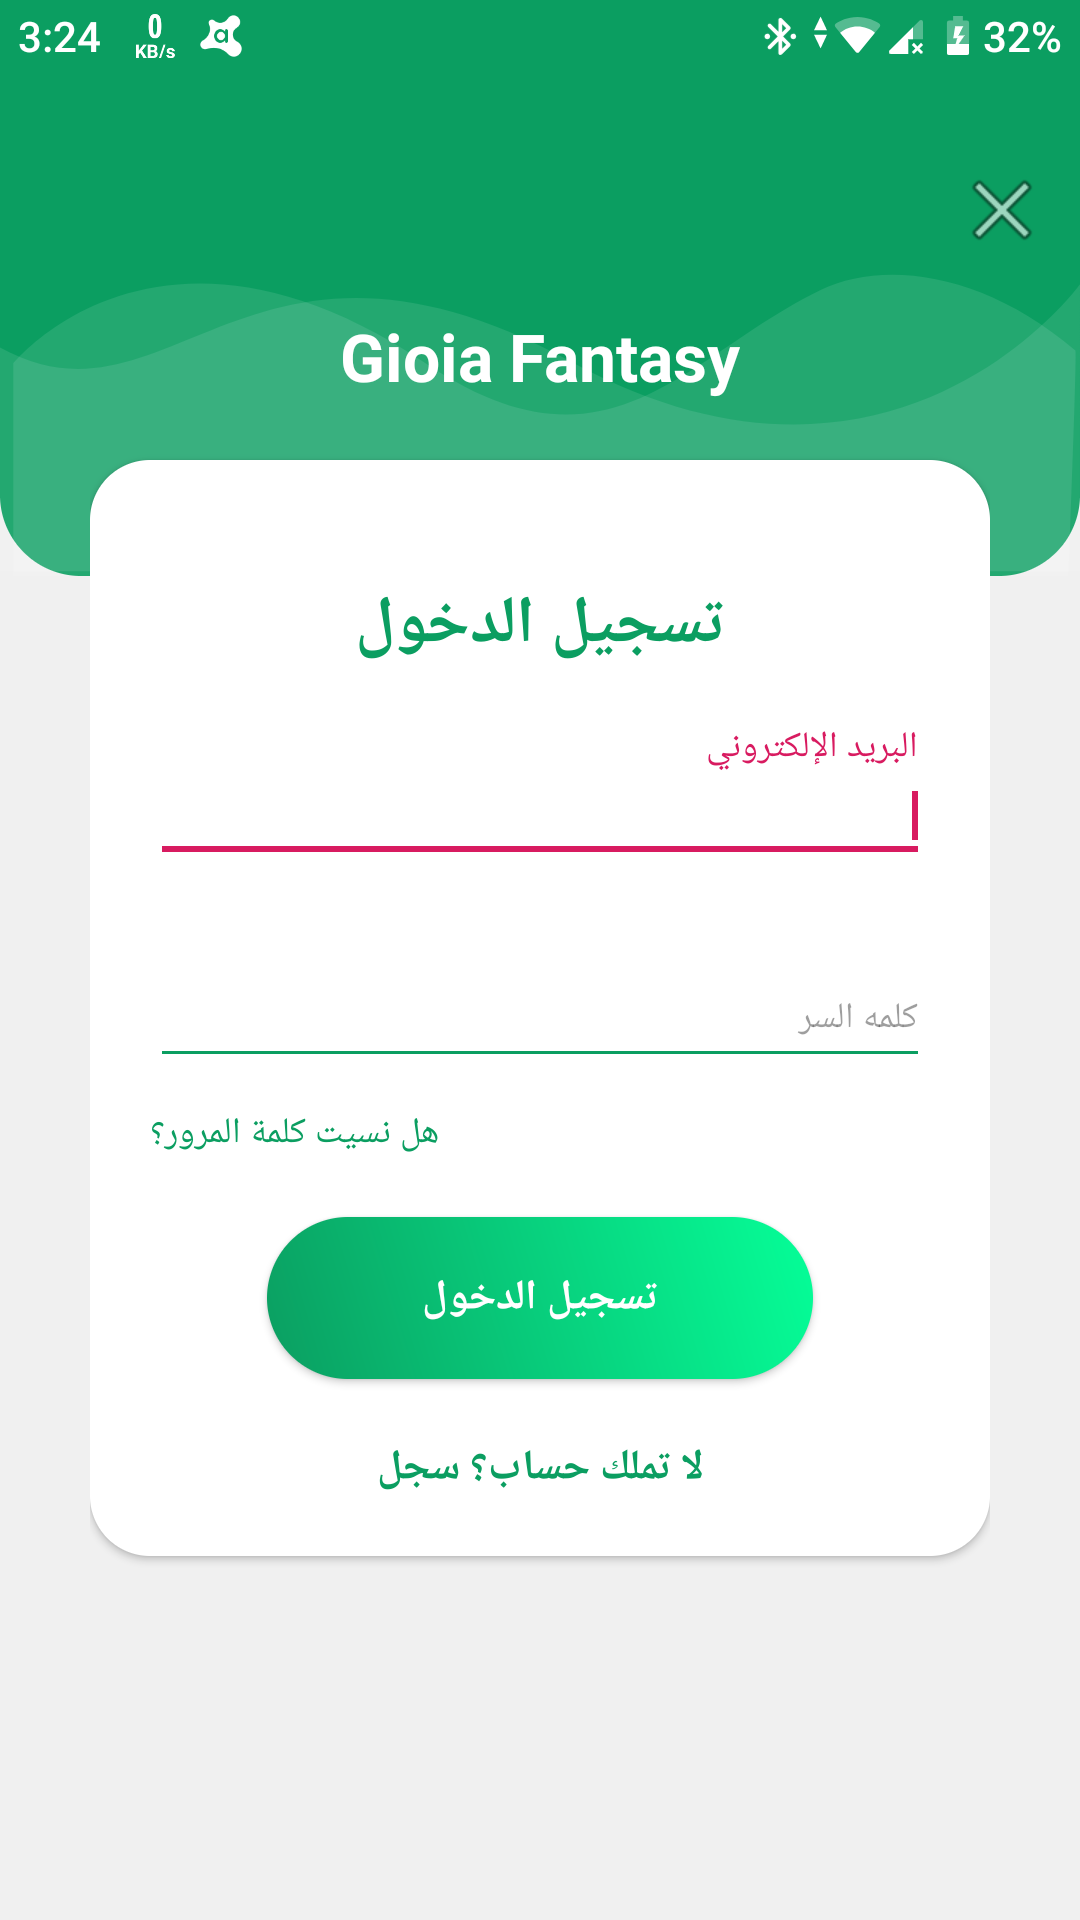 3:24 0 KB/s 32%
Gioia Fantasy
تسجيل الدخول
البريد الإلكتروني
كلمه السر
هل نسيت كلمة المرور؟
تسجيل الدخول
لا تملك حساب؟ سجل